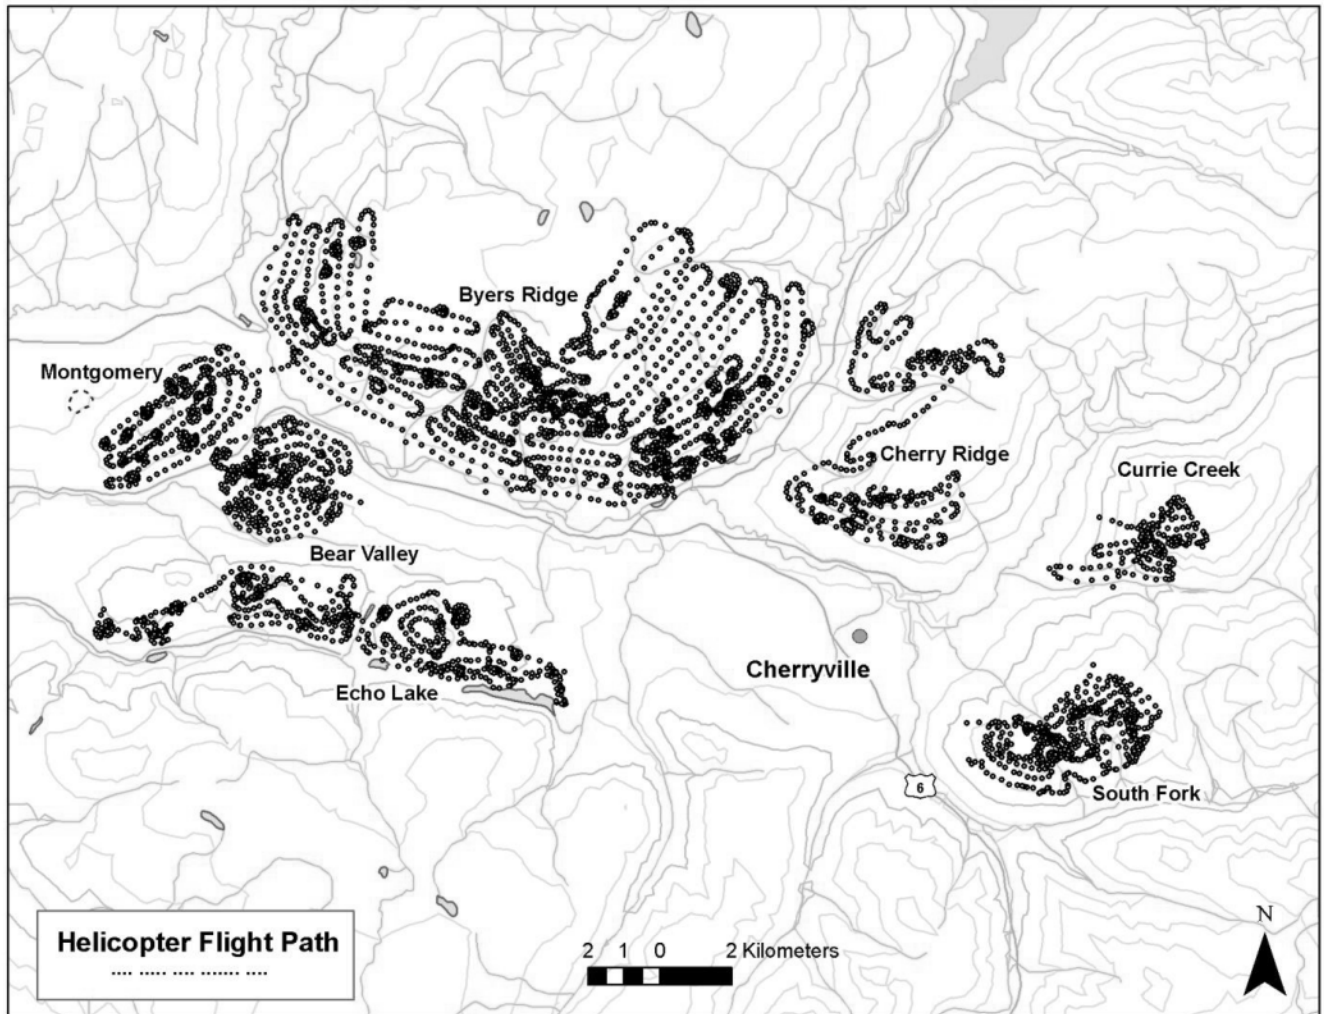 Byers Ridge
Montgomery
Cherry Ridge
Currie Creek
Bear Valley
Cherryville
Echo Lake
6
South Fork
Helicopter Flight Path
2 1 0 2 Kilometers
N